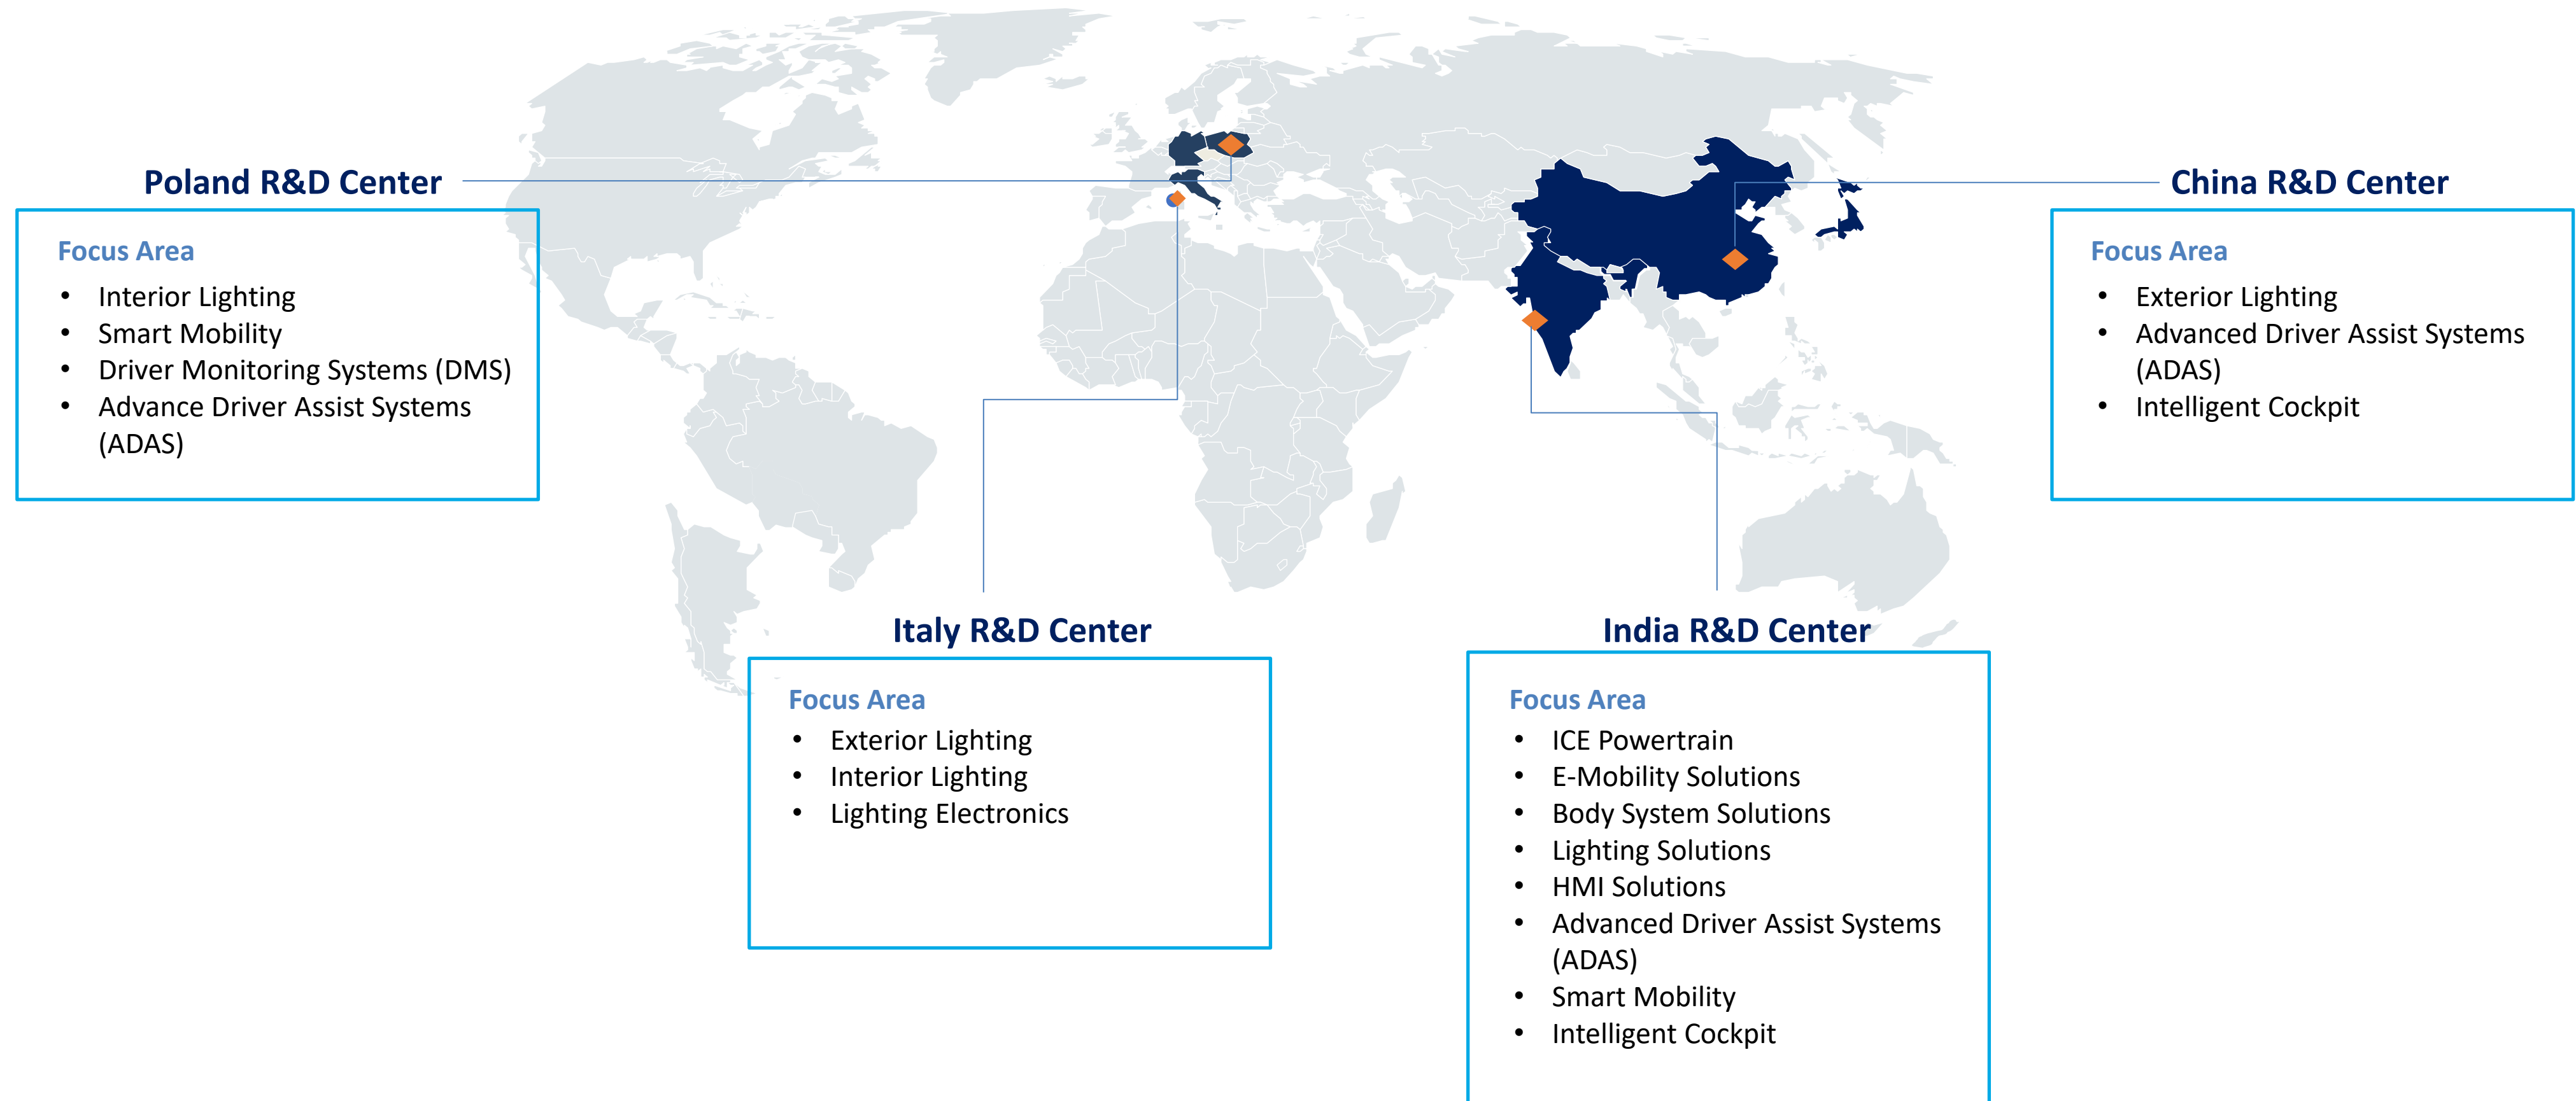 Poland R&D Center
Focus Area
• Interior Lighting
• Smart Mobility
• Driver Monitoring Systems (DMS)
• Advance Driver Assist Systems
(ADAS)
China R&D Center
Focus Area
• Exterior Lighting
• Advanced Driver Assist Systems
(ADAS)
• Intelligent Cockpit
Italy R&D Center
Focus Area
• Exterior Lighting
• Interior Lighting
• Lighting Electronics
India R&D Center
Focus Area
• ICE Powertrain
• E-Mobility Solutions
• Body System Solutions
• Lighting Solutions
• HMI Solutions
• Advanced Driver Assist Systems
(ADAS)
• Smart Mobility
• Intelligent Cockpit